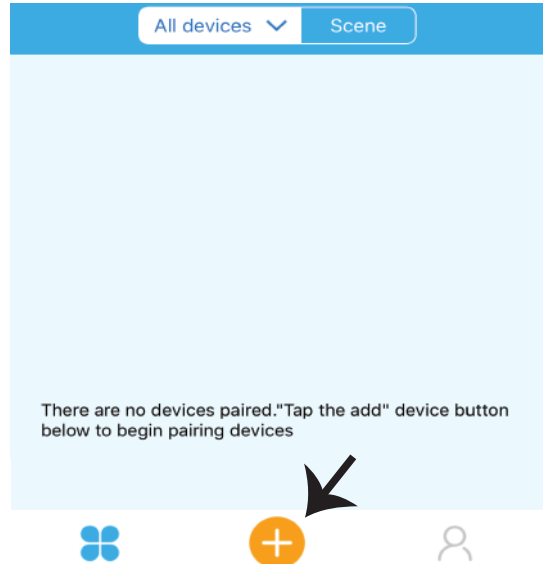 All devices Scene
There are no devices paired."Tap the add" device button
below to begin pairing devices